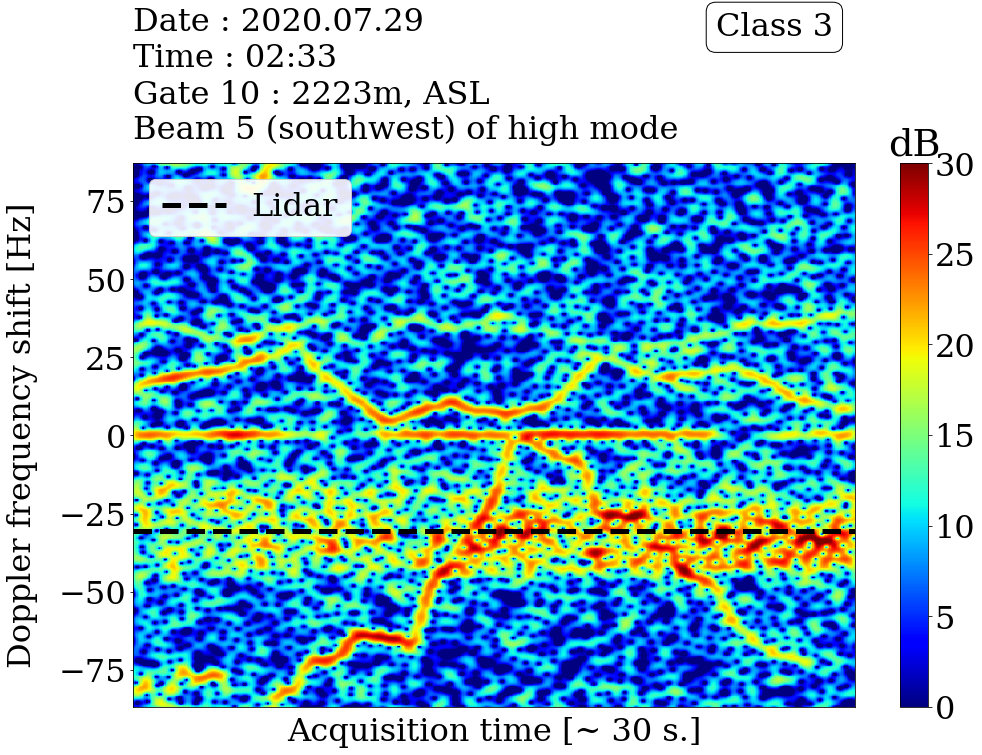 Date : 2020.07.29
Time : 02:33
Gate 10 : 2223m, ASL
Beam 5 (southwest) of high mode
Class 3
dB
Lidar
Doppler frequency shift [Hz]
75
50
25
0
−25
−50
−75
Acquisition time [~ 30 s.]
30
25
20
15
10
5
0